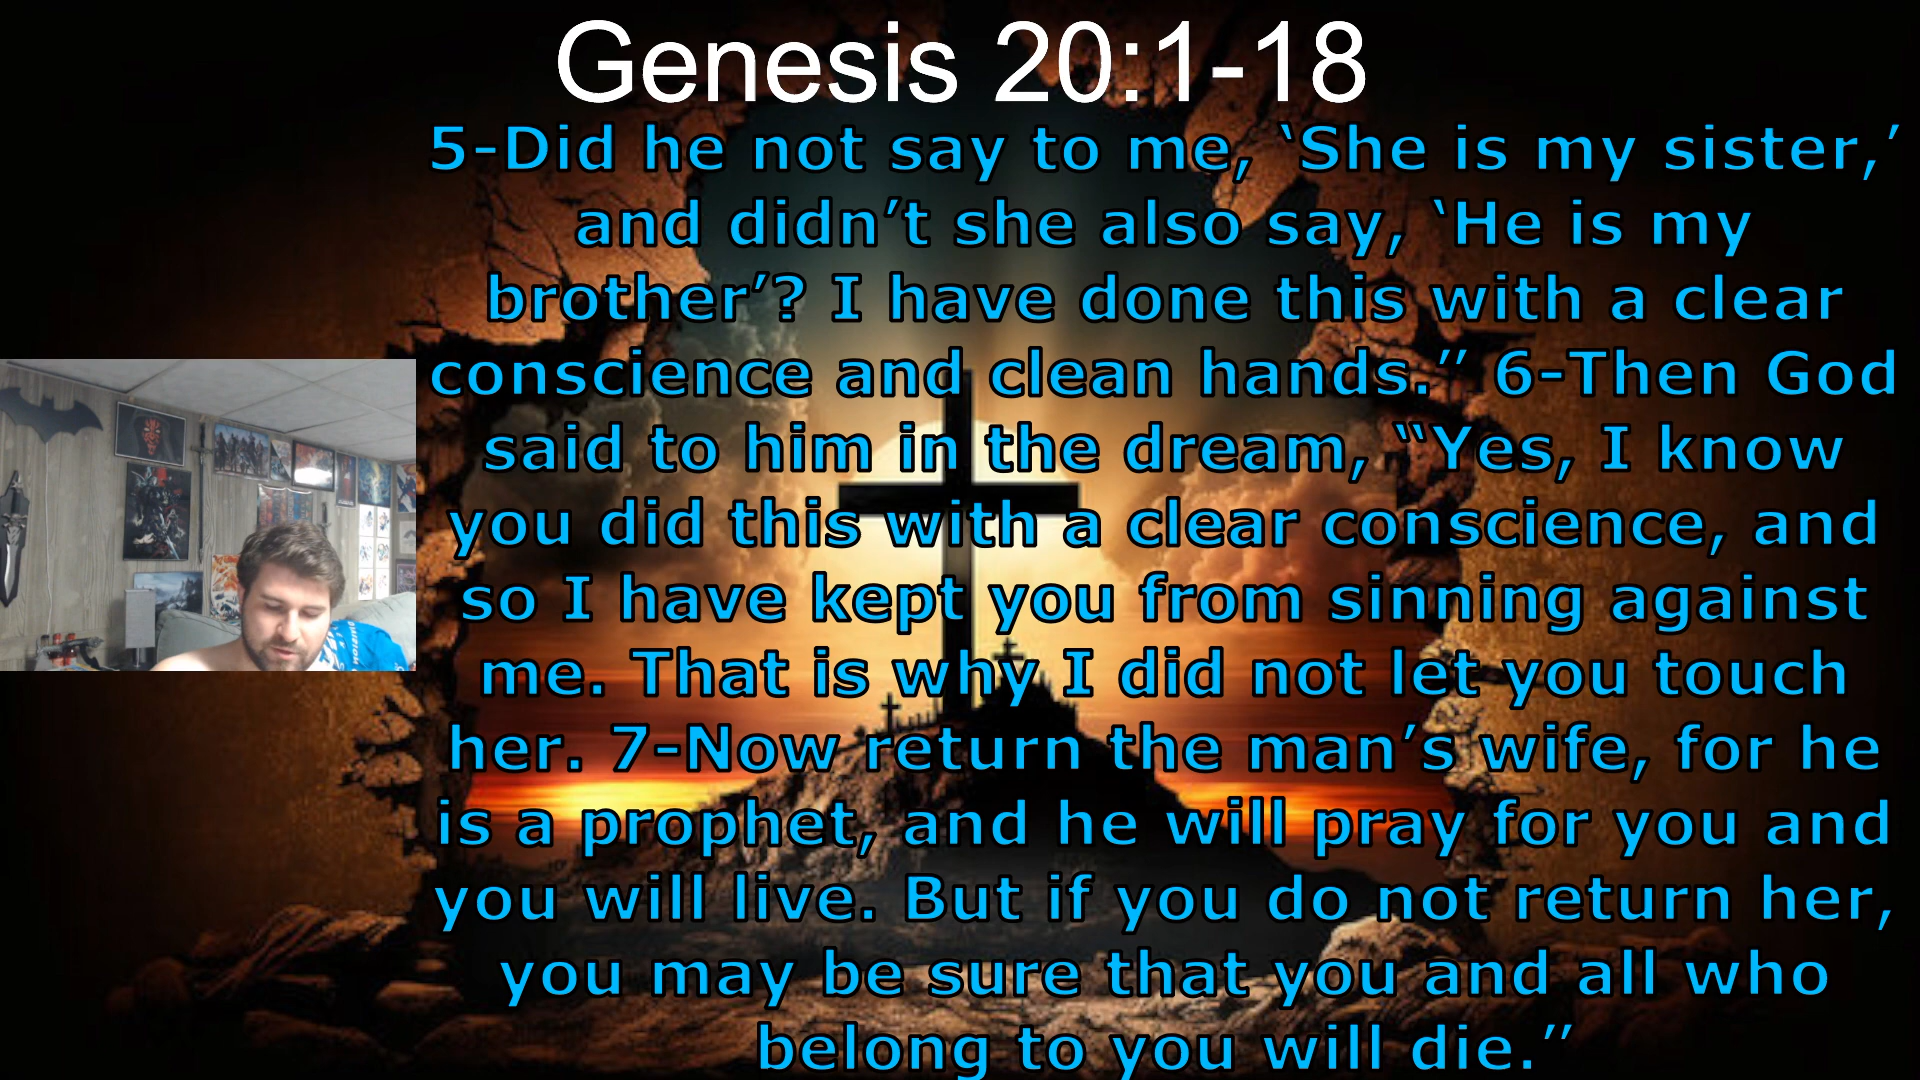 Genesis 20:1-18
5-Did he not say to me, ‘She is my sister,’
and didn’t she also say, ‘He is my
brother’? I have done this with a clear
conscience and clean hands.” 6-Then God
said to him in the dream, “Yes, I know
you did this with a clear conscience, and
so I have kept you from sinning against
me. That is why I did not let you touch
her. 7-Now return the man’s wife, for he
is a prophet, and he will pray for you and
you will live. But if you do not return her,
you may be sure that you and all who
belong to you will die.”